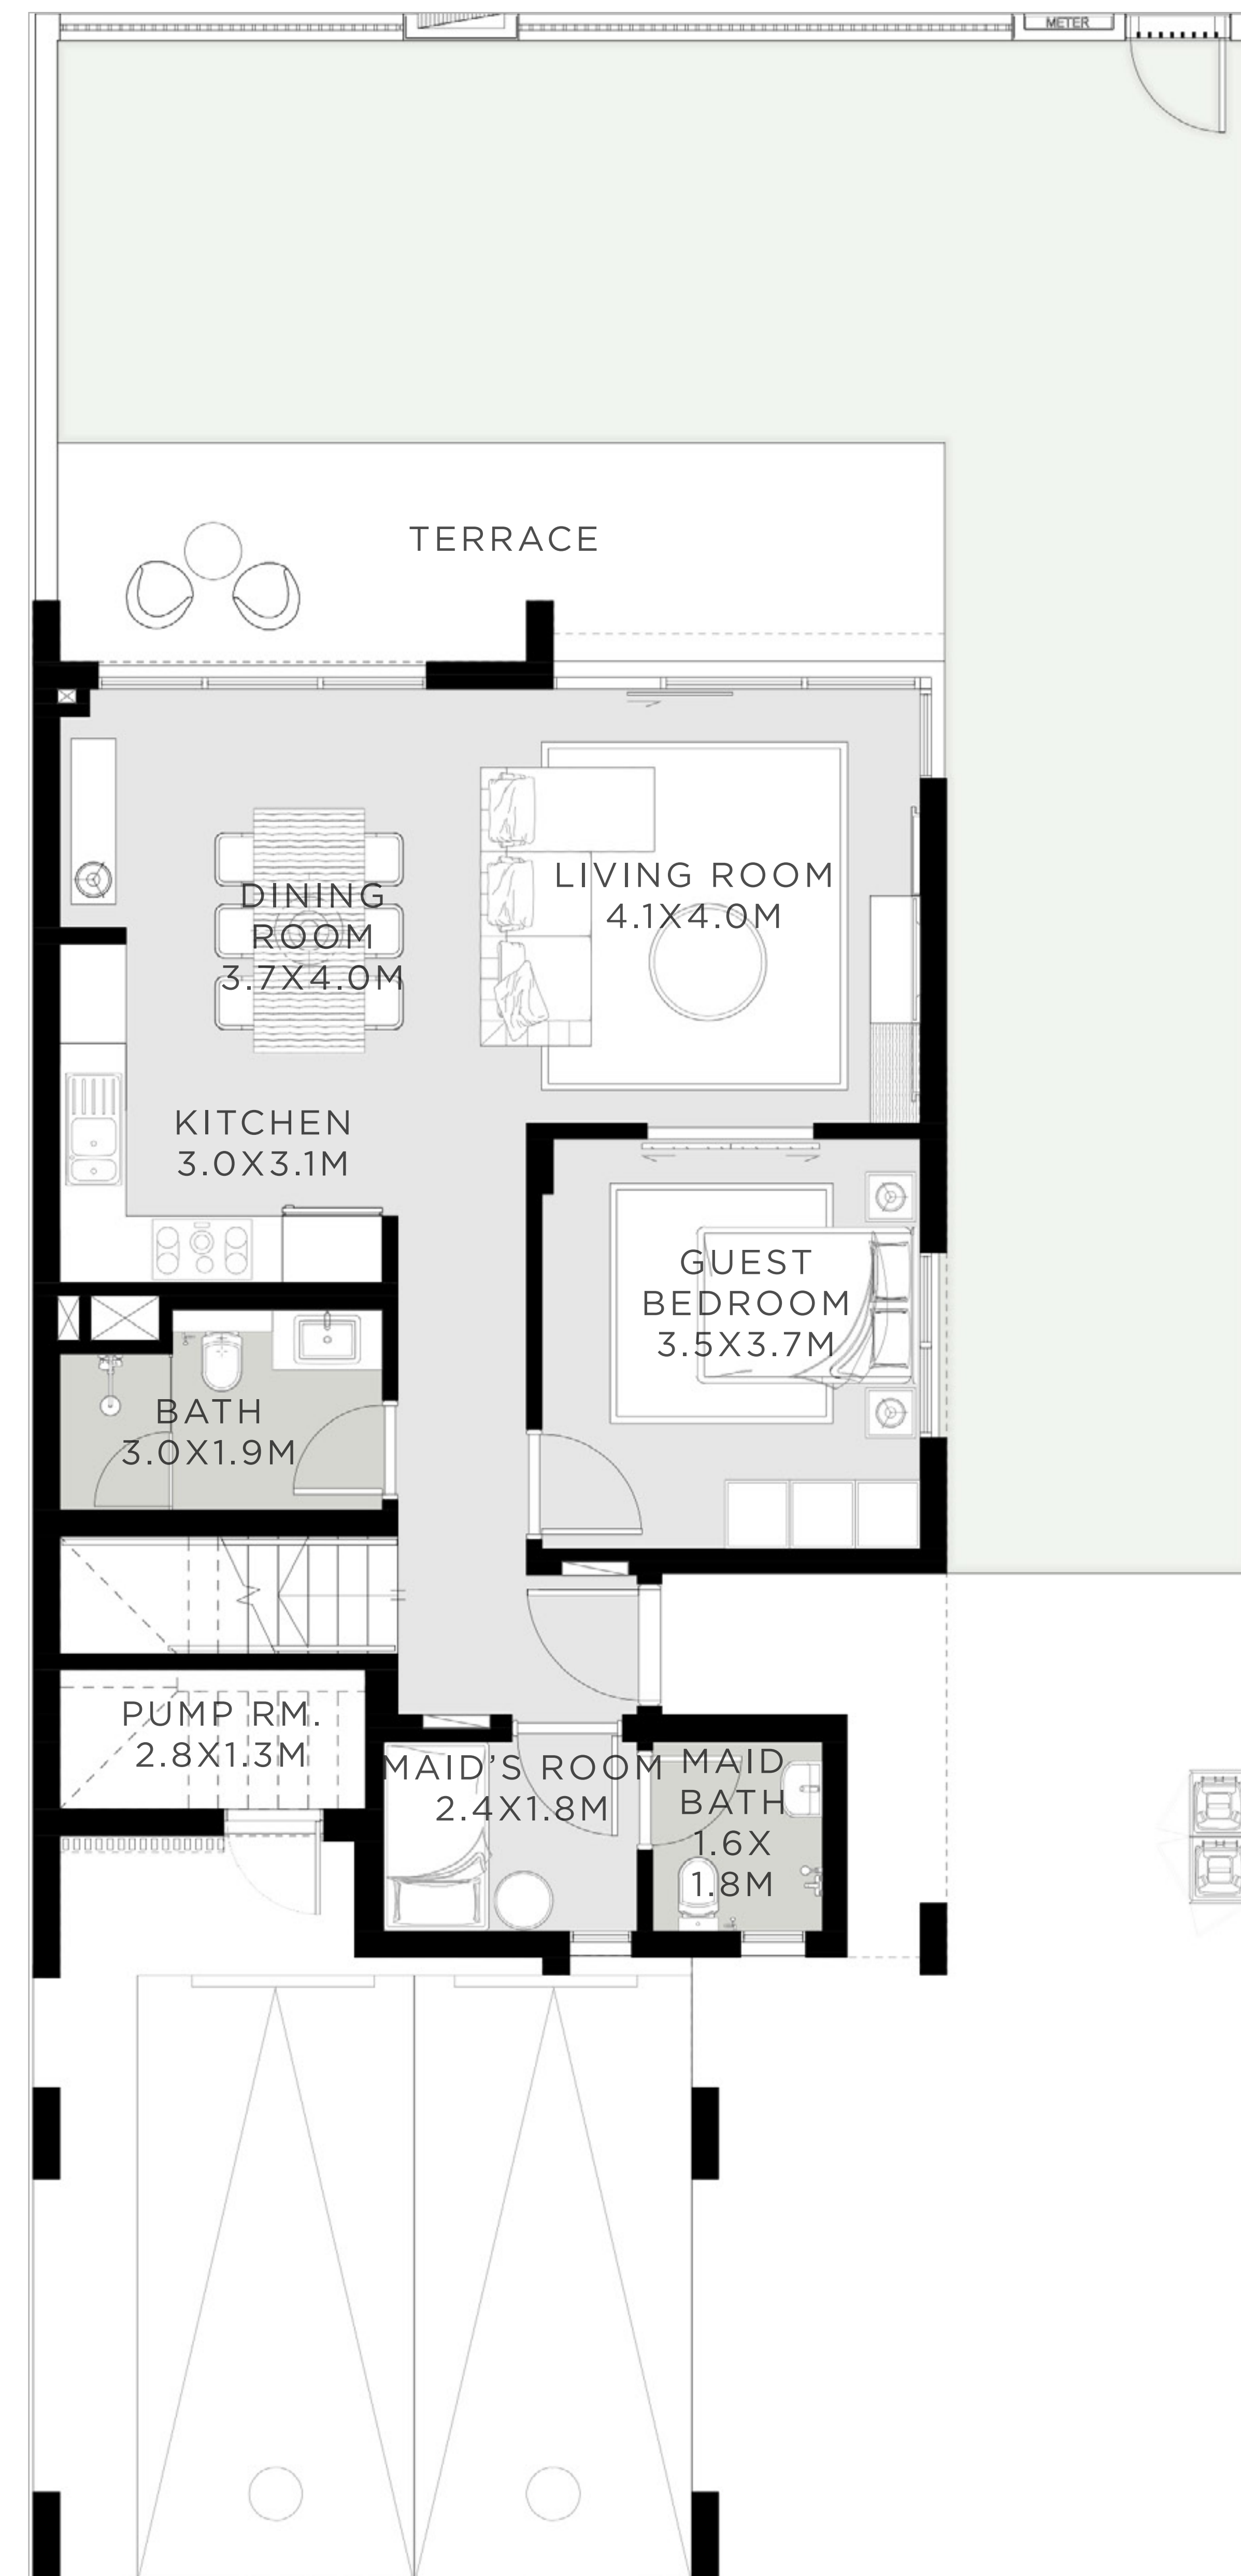 METER
TERRACE
LIVING ROOM
4.1X4.0M
DINING
ROOM
3.7X4.0M
KITCHEN
3.0X3.1M
GUEST
BEDROOM
3.5X3.7M
BATH
3.0X1.9M
PUMP RM.
2.8X1.3M
MAID'S ROOM
2.4X1.8M
MAID
BATH
1.6X
1.8M